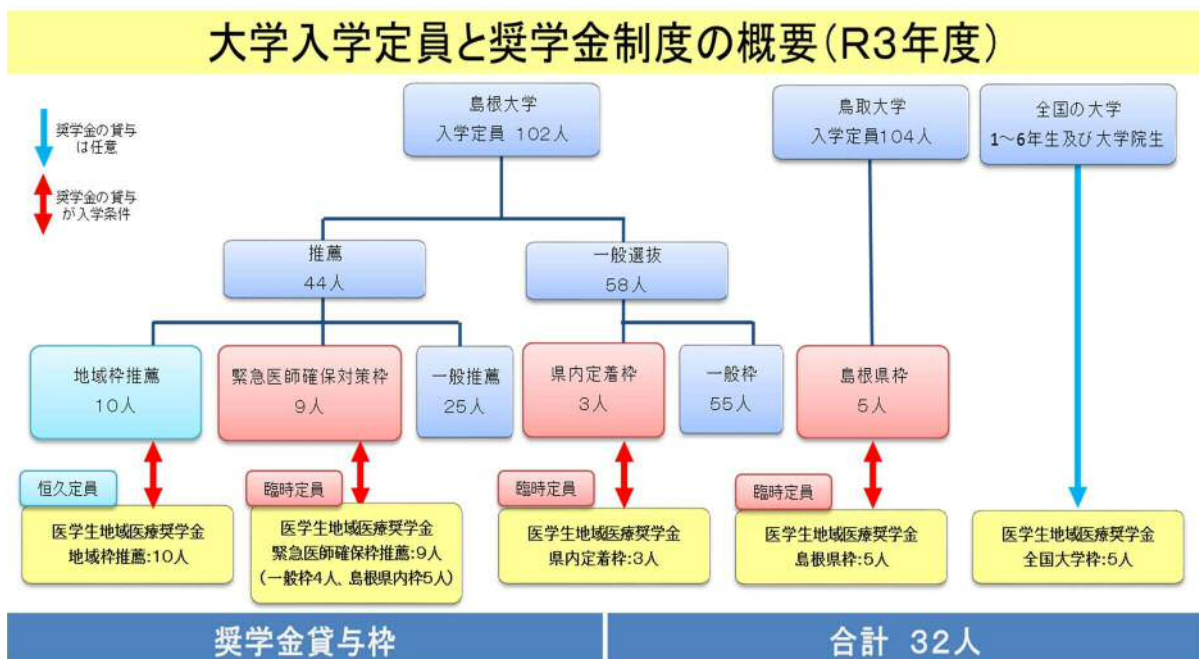 大学入学定員と奨学金制度の概要(R3年度)
奨学金の貸与
は任意
奨学金の貸与
が入学条件
島根大学
入学定員 102人
鳥取大学
入学定員104人
全国の大学
1～6年生及び大学院生
推薦
44人
一般選抜
58人
地域枠推薦
10人
緊急医師確保対策枠
9人
一般推薦
25人
県内定着枠
3人
一般枠
55人
島根県枠
5人
恒久定員
医学生地域医療奨学金
地域枠推薦:10人
臨時定員
医学生地域医療奨学金
緊急医師確保枠推薦:9人
(一般枠4人、島根県内枠5人)
臨時定員
医学生地域医療奨学金
県内定着枠:3人
臨時定員
医学生地域医療奨学金
島根県枠:5人
医学生地域医療奨学金
全国大学枠:5人
奨学金貸与枠
合計 32人